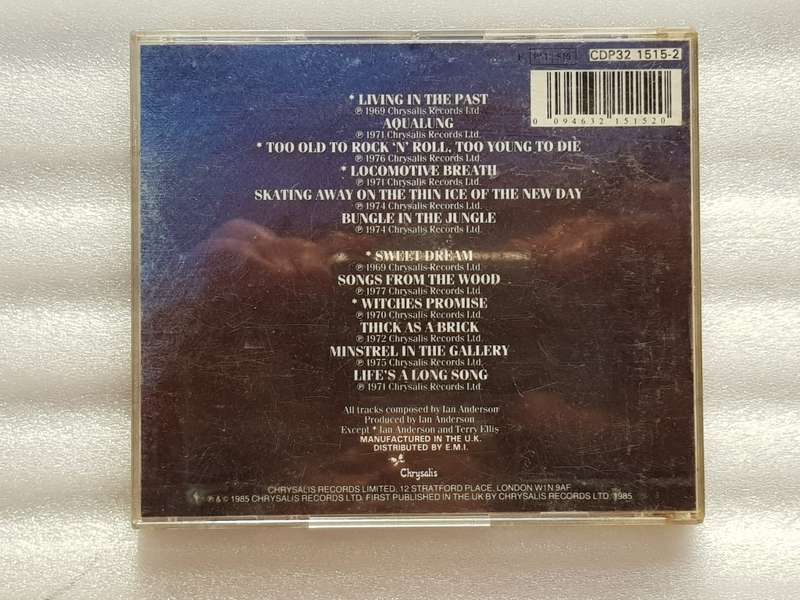 CDP32 1515-2
0 094632 151520
* LIVING IN THE PAST
℗ 1969 Chrysalis Records Ltd.
AQUALUNG
℗ 1971 Chrysalis Records Ltd.
* TOO OLD TO ROCK 'N' ROLL, TOO YOUNG TO DIE
℗ 1976 Chrysalis Records Ltd.
* LOCOMOTIVE BREATH
℗ 1971 Chrysalis Records Ltd.
SKATING AWAY ON THE THIN ICE OF THE NEW DAY
℗ 1974 Chrysalis Records Ltd.
BUNGLE IN THE JUNGLE
℗ 1974 Chrysalis Records Ltd.
* SWEET DREAM
℗ 1969 Chrysalis Records Ltd.
SONGS FROM THE WOOD
℗ 1977 Chrysalis Records Ltd.
* WITCHES PROMISE
℗ 1970 Chrysalis Records Ltd.
THICK AS A BRICK
℗ 1972 Chrysalis Records Ltd.
MINSTREL IN THE GALLERY
℗ 1975 Chrysalis Records Ltd.
LIFE'S A LONG SONG
℗ 1971 Chrysalis Records Ltd.
All tracks composed by Ian Anderson
Produced by Ian Anderson
Except * Ian Anderson and Terry Ellis
MANUFACTURED IN THE U.K.
DISTRIBUTED BY E.M.I.
Chrysalis
CHRYSALIS RECORDS LIMITED, 12 STRATFORD PLACE, LONDON W1N 9AF
℗ & © 1985 CHRYSALIS RECORDS LTD. FIRST PUBLISHED IN THE UK BY CHRYSALIS RECORDS LTD. 1985